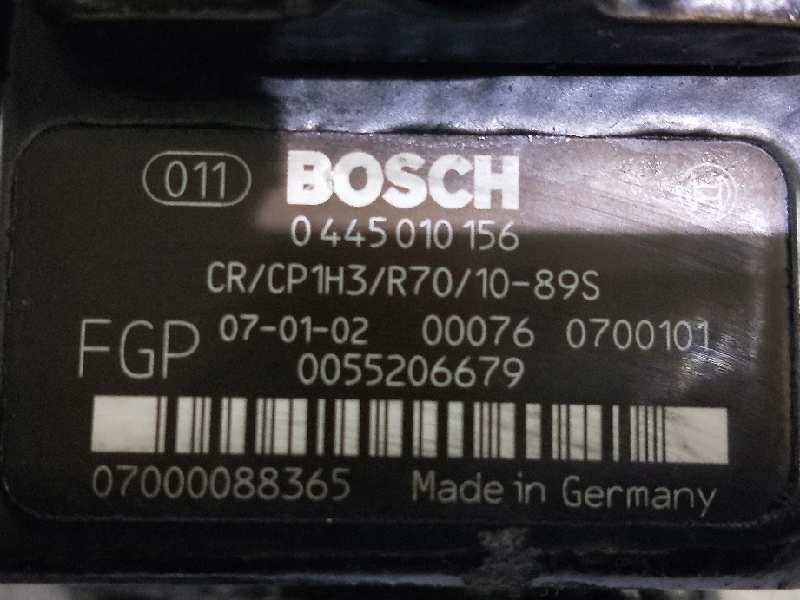 011 BOSCH
0 445 010 156
CR/CP1H3/R70/10-89S
FGP 07-01-02 00076 0700101
0055206679
07000088365 Made in Germany